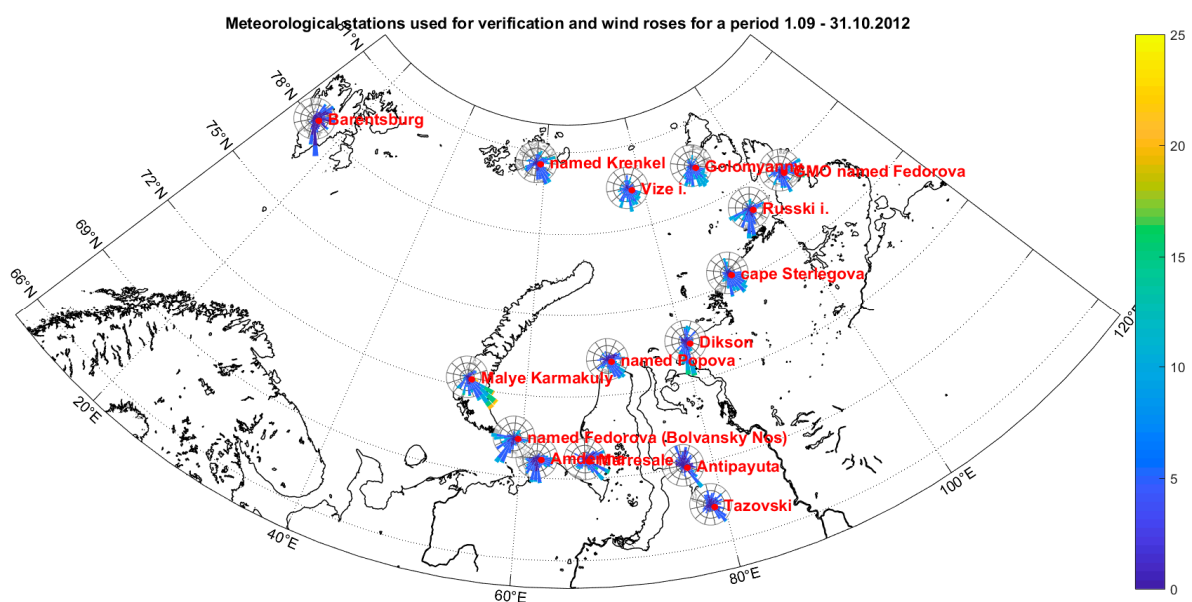 Meteorological stations used for verification and wind roses for a period 1.09 - 31.10.2012
81°N
78°N
75°N
72°N
69°N
66°N
20°E
40°E
60°E
80°E
100°E
120°E
Barentsburg
named Krenkel
Vize i.
Golomyanny
GMO named Fedorova
Russki i.
cape Sterlegova
Dikson
named Popova
Malye Karmakuly
named Fedorova (Bolvansky Nos)
Amderma
Marresale
Antipayuta
Tazovski
25
20
15
10
5
0